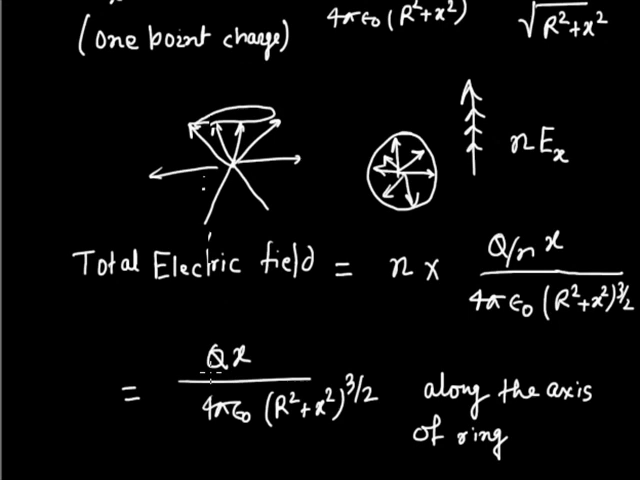 4πϵ₀(R²+x²) √R²+x²
(One point charge)
nEₓ
Total Electric field = n × Q/n x / 4πϵ₀ (R²+x²)^3/2
= Qx / 4πϵ₀ (R²+x²)^3/2 along the axis
of ring